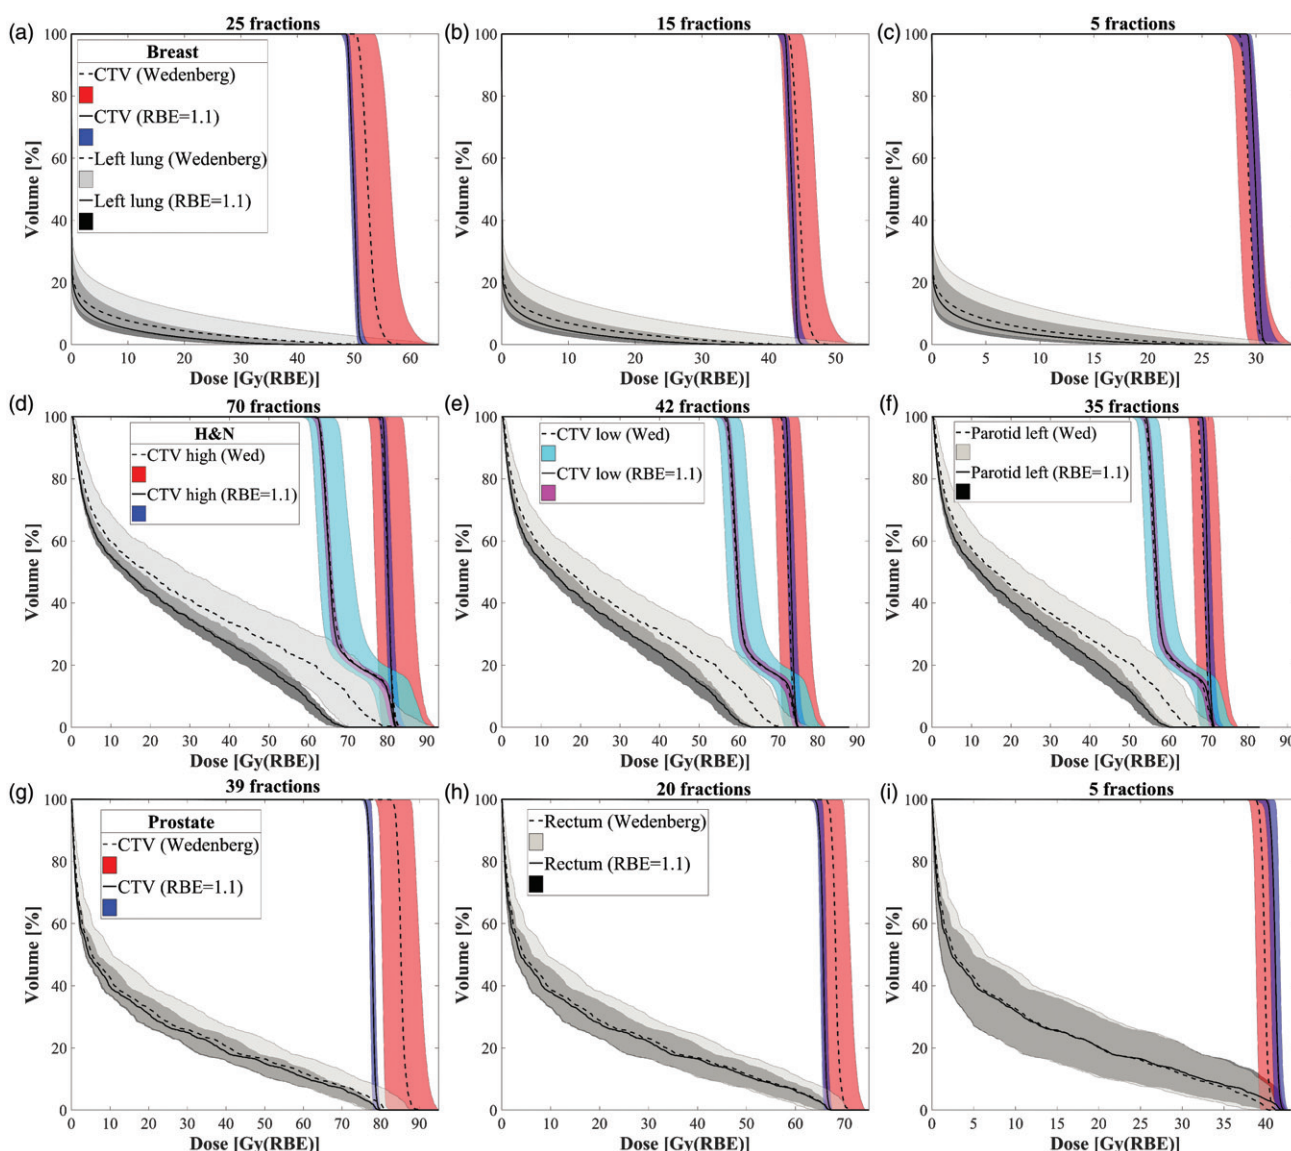 (a)
25 fractions
Volume [%]
100
80
60
40
20
0
Breast
CTV (Wedenberg)
CTV (RBE=1.1)
Left lung (Wedenberg)
Left lung (RBE=1.1)
0 10 20 30 40 50 60
Dose [Gy(RBE)]
(b)
15 fractions
Volume [%]
100
80
60
40
20
0
0 10 20 30 40 50
Dose [Gy(RBE)]
(c)
5 fractions
Volume [%]
100
80
60
40
20
0
0 5 10 15 20 25 30
Dose [Gy(RBE)]
(d)
70 fractions
Volume [%]
100
80
60
40
20
0
H&N
CTV high (Wed)
CTV high (RBE=1.1)
0 10 20 30 40 50 60 70 80 90
Dose [Gy(RBE)]
(e)
42 fractions
Volume [%]
100
80
60
40
20
0
CTV low (Wed)
CTV low (RBE=1.1)
0 10 20 30 40 50 60 70 80 90
Dose [Gy(RBE)]
(f)
35 fractions
Volume [%]
100
80
60
40
20
0
Parotid left (Wed)
Parotid left (RBE=1.1)
0 10 20 30 40 50 60 70 80 90
Dose [Gy(RBE)]
(g)
39 fractions
Volume [%]
100
80
60
40
20
0
Prostate
CTV (Wedenberg)
CTV (RBE=1.1)
0 10 20 30 40 50 60 70 80 90
Dose [Gy(RBE)]
(h)
20 fractions
Volume [%]
100
80
60
40
20
0
Rectum (Wedenberg)
Rectum (RBE=1.1)
0 10 20 30 40 50 60 70
Dose [Gy(RBE)]
(i)
5 fractions
Volume [%]
100
80
60
40
20
0
0 5 10 15 20 25 30 35 40
Dose [Gy(RBE)]